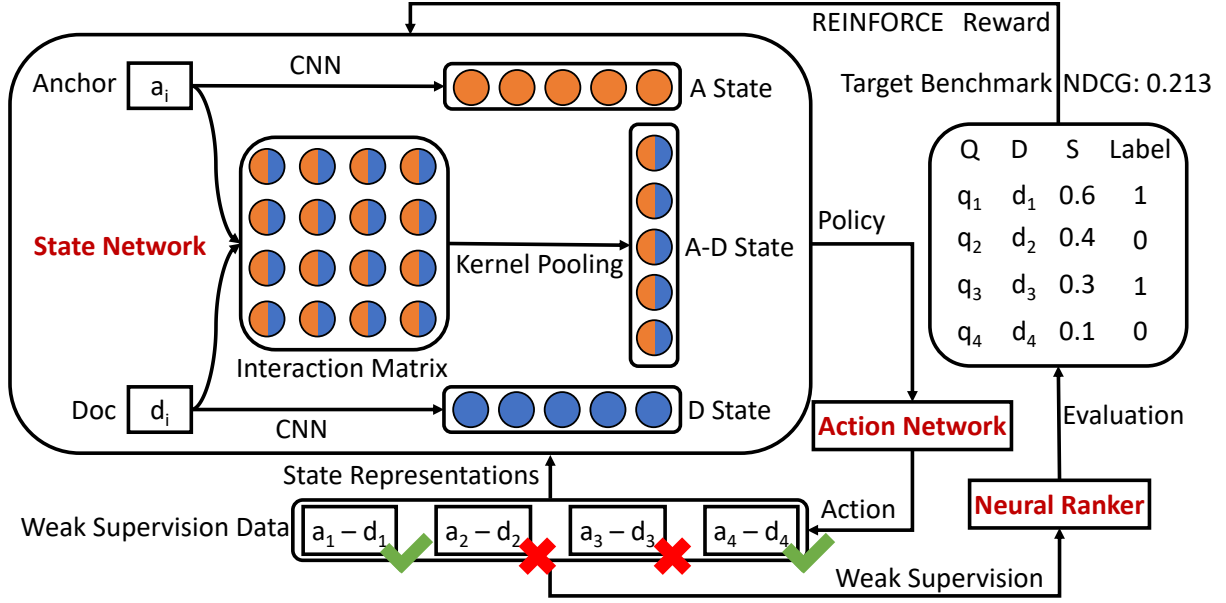 REINFORCE Reward
Anchor
a_i
CNN
A State
Target Benchmark
NDCG: 0.213
Q D S Label
q_1 d_1 0.6 1
q_2 d_2 0.4 0
q_3 d_3 0.3 1
q_4 d_4 0.1 0
State Network
Kernel Pooling
A-D State
Policy
Interaction Matrix
Doc
d_i
CNN
D State
Action Network
Evaluation
State Representations
Neural Ranker
Weak Supervision Data
a_1 – d_1
a_2 – d_2
a_3 – d_3
a_4 – d_4
Action
Weak Supervision